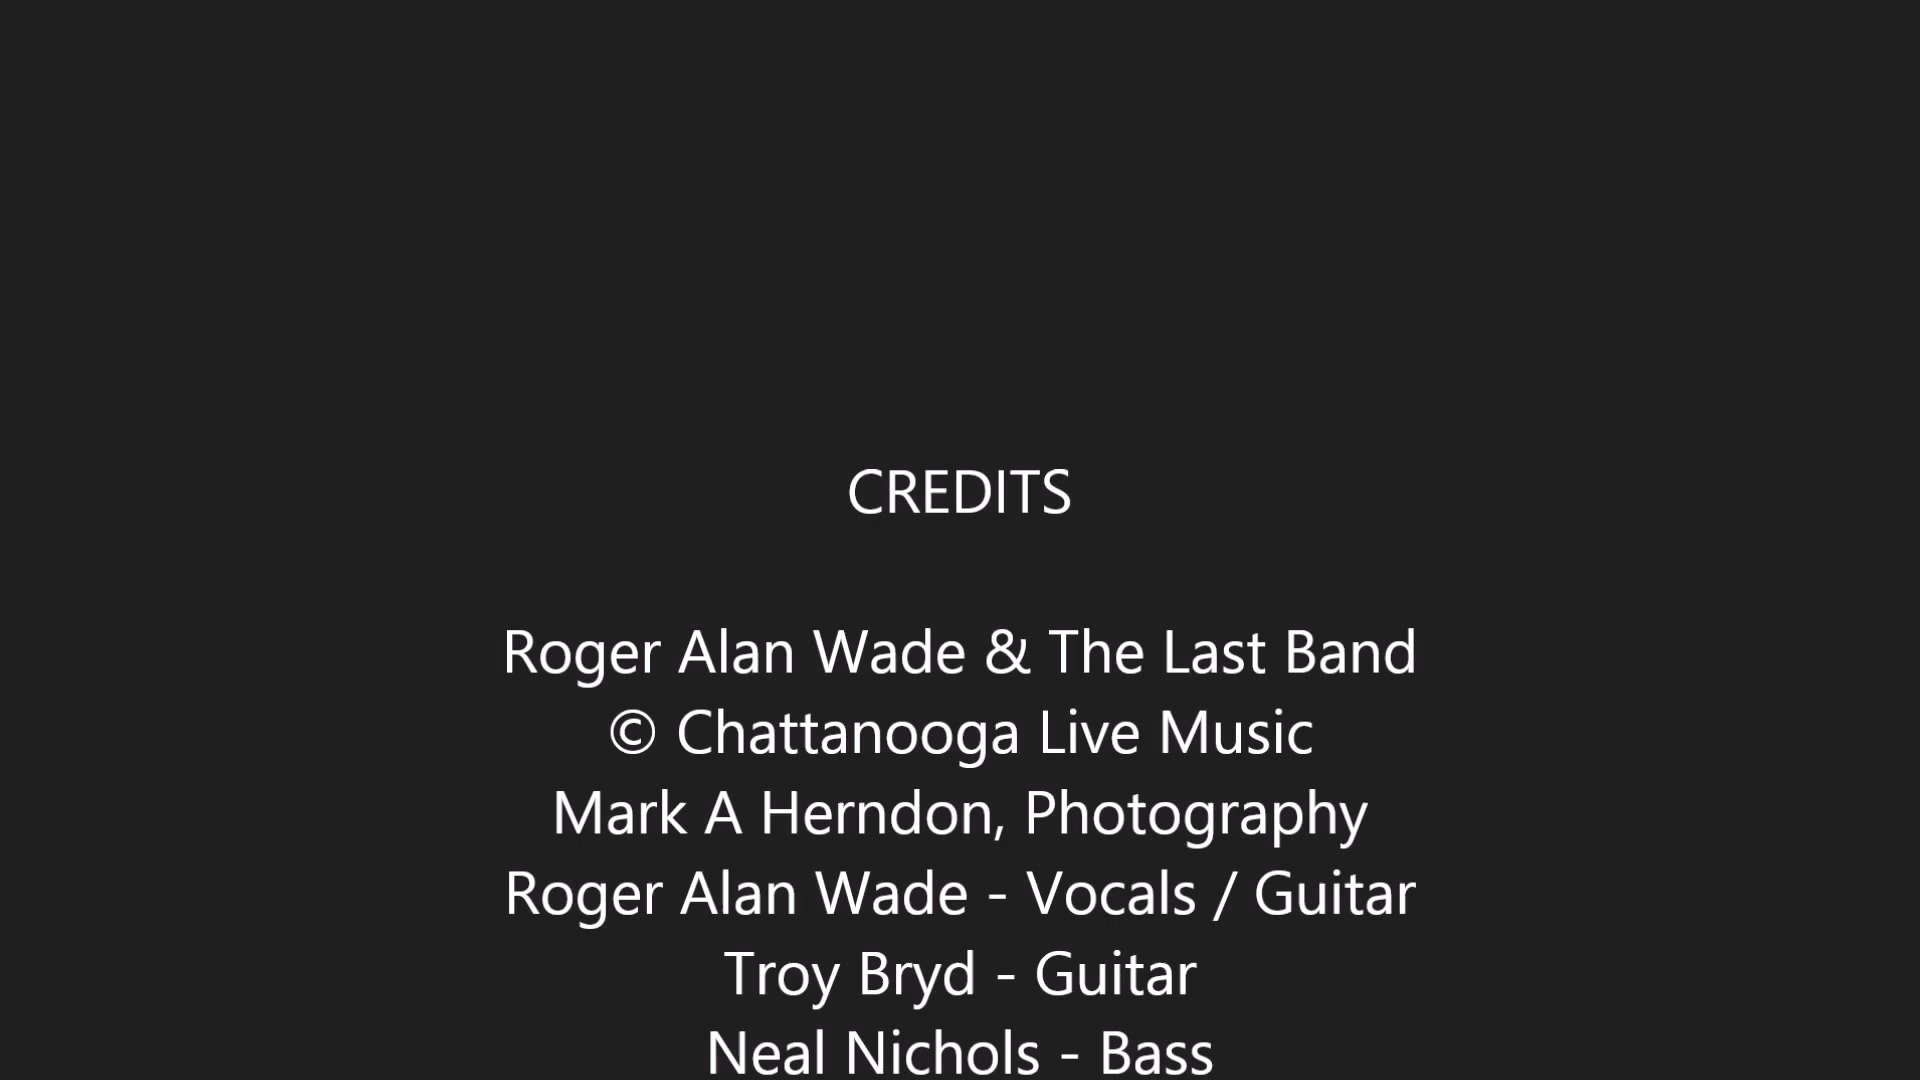 CREDITS
Roger Alan Wade & The Last Band
© Chattanooga Live Music
Mark A Herndon, Photography
Roger Alan Wade - Vocals / Guitar
Troy Bryd - Guitar
Neal Nichols - Bass